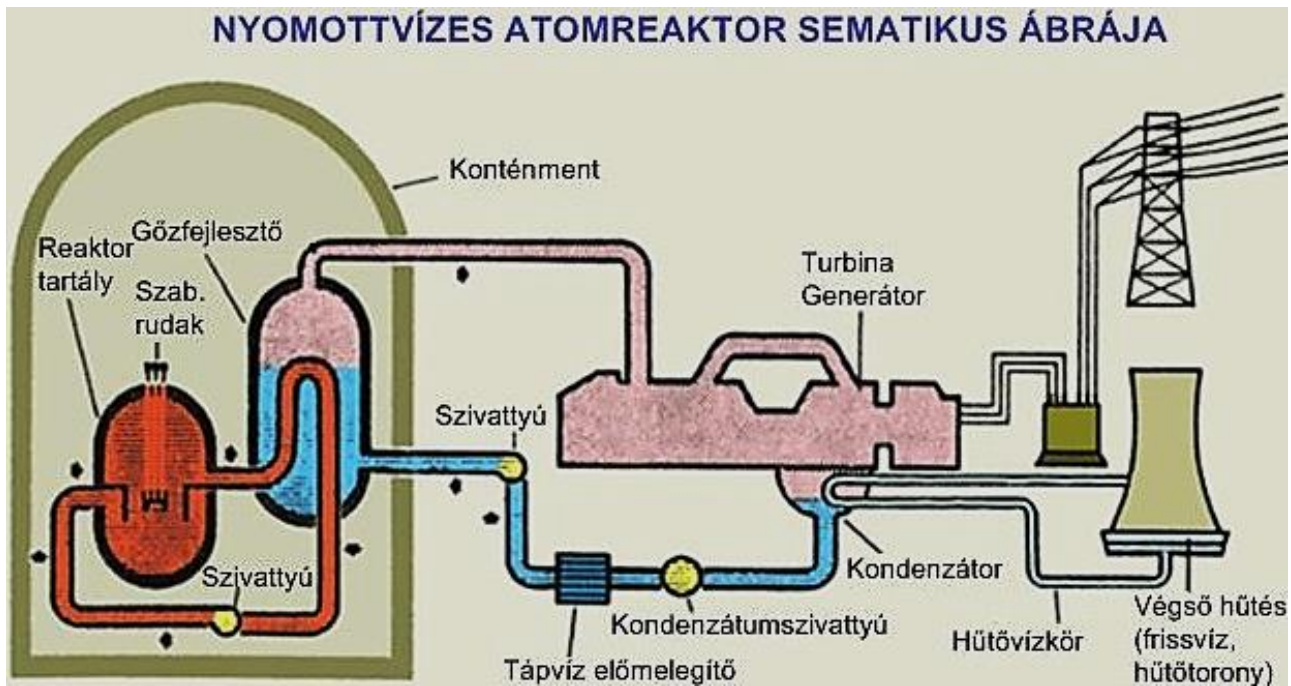 NYOMOTTVÍZES ATOMREAKTOR SEMATIKUS ÁBRÁJA
Konténment
Gőzfejlesztő
Reaktor
tartály
Szab.
rudak
Turbina
Generátor
Szivattyú
Szivattyú
Kondenzátor
Kondenzátumszivattyú
Tápvíz előmelegítő
Hűtővízkör
Végső hűtés
(frissvíz,
hűtőtorony)